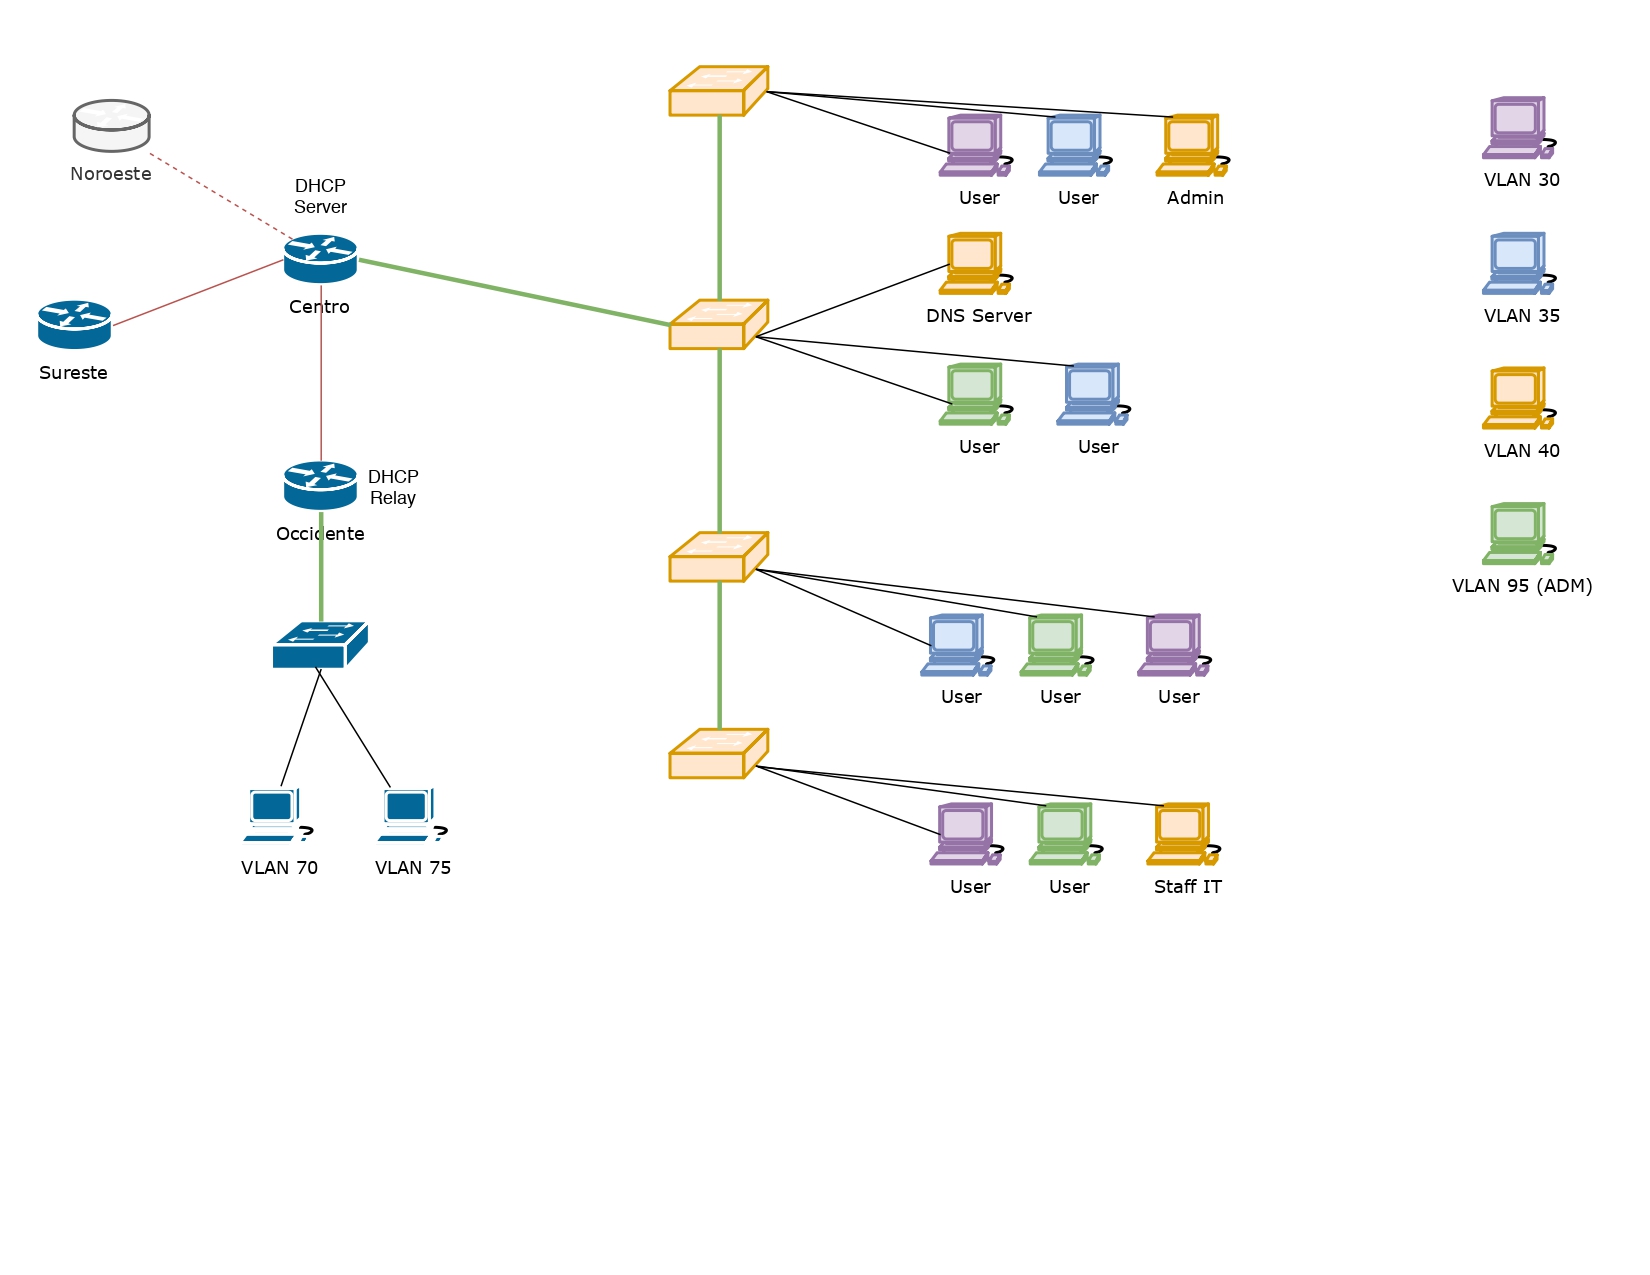 Noroeste
DHCP
Server
Centro
Sureste
DHCP
Relay
Occidente
VLAN 70
VLAN 75
User
User
Admin
DNS Server
User
User
User
User
User
User
User
Staff IT
VLAN 30
VLAN 35
VLAN 40
VLAN 95 (ADM)